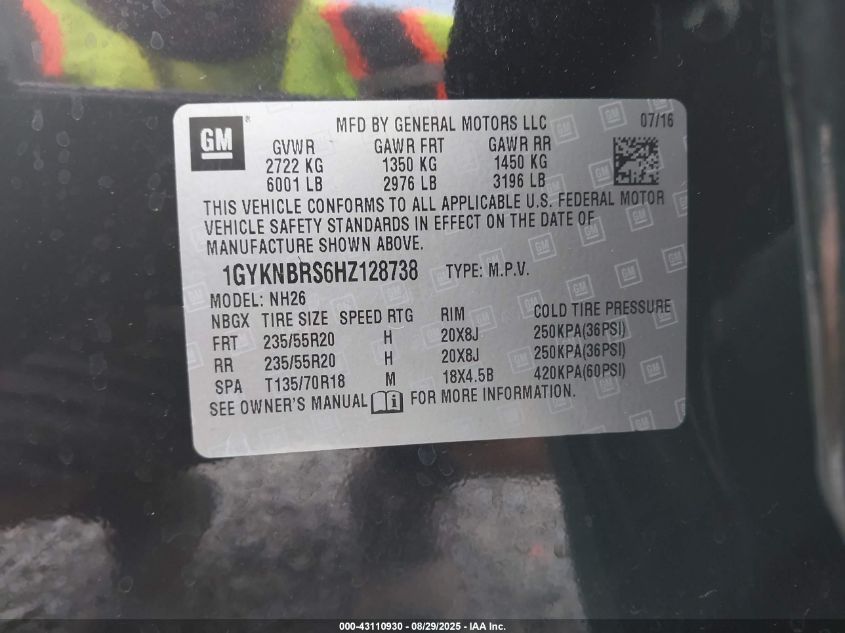 GM
MFD BY GENERAL MOTORS LLC 07/16
GVWR GAWR FRT GAWR RR
2722 KG 1350 KG 1450 KG
6001 LB 2976 LB 3196 LB
THIS VEHICLE CONFORMS TO ALL APPLICABLE U.S. FEDERAL MOTOR
VEHICLE SAFETY STANDARDS IN EFFECT ON THE DATE OF
MANUFACTURE SHOWN ABOVE.
1GYKNBRS6HZ128738 TYPE: M.P.V.
MODEL: NH26
NBGX TIRE SIZE SPEED RTG RIM COLD TIRE PRESSURE
FRT 235/55R20 H 20X8J 250KPA(36PSI)
RR 235/55R20 H 20X8J 250KPA(36PSI)
SPA T135/70R18 M 18X4.5B 420KPA(60PSI)
SEE OWNER'S MANUAL i FOR MORE INFORMATION.
000-43110930 - 08/29/2025 - IAA Inc.